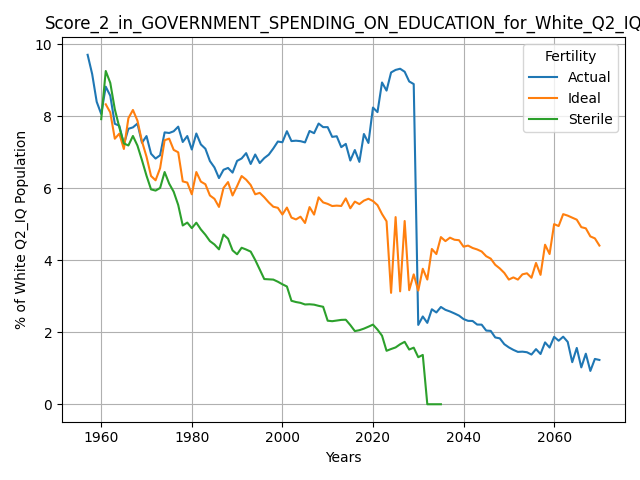 Score_2_in_GOVERNMENT_SPENDING_ON_EDUCATION_for_White_Q2_IQ
Fertility
Actual
Ideal
Sterile
% of White Q2_IQ Population
10
8
6
4
2
0
1960
1980
2000
2020
2040
2060
Years